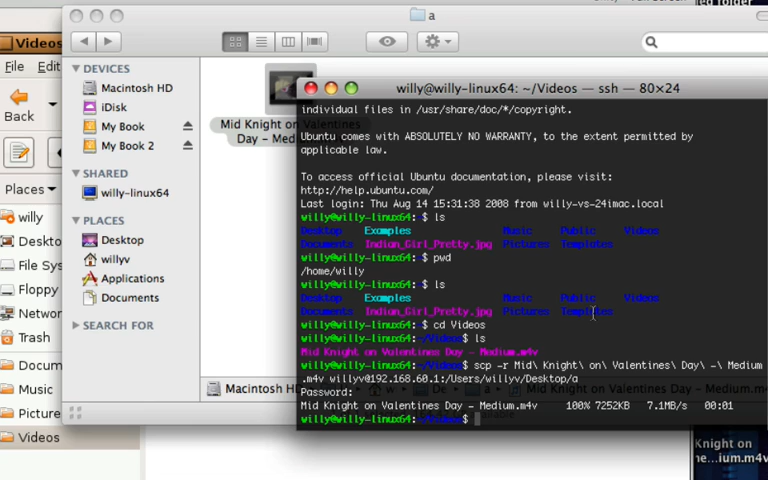 a
Videos
File Edi
Back
Places
willy
Deskto
File Sy
Floppy
Networ
Trash
Docum
Music
Picture
Videos
DEVICES
Macintosh HD
iDisk
My Book
My Book 2
SHARED
willy-linux64
PLACES
Desktop
willyv
Applications
Documents
SEARCH FOR
Mid Knight on Valentines
Day – Med
Macintosh HD
willy@willy-linux64: ~/Videos — ssh — 80×24
individual files in /usr/share/doc/*/copyright.
Ubuntu comes with ABSOLUTELY NO WARRANTY, to the extent permitted by
applicable law.
To access official Ubuntu documentation, please visit:
http://help.ubuntu.com/
Last login: Thu Aug 14 15:31:38 2008 from willy-vs-24imac.local
willy@willy-linux64:~$ ls
Desktop Examples Music Public Videos
Documents Indian_Girl_Pretty.jpg Pictures Templates
willy@willy-linux64:~$ pwd
/home/willy
willy@willy-linux64:~$ ls
Desktop Examples Music Public Videos
Documents Indian_Girl_Pretty.jpg Pictures Templates
willy@willy-linux64:~$ cd Videos
willy@willy-linux64:~/Videos$ ls
Mid Knight on Valentines Day - Medium.m4v
willy@willy-linux64:~/Videos$ scp -r Mid\ Knight\ on\ Valentines\ Day\ -\ Medium
.m4v willyv@192.168.60.1:/Users/willyv/Desktop/a
Password:
Mid Knight on Valentines Day - Medium.m4v 100% 7252KB 7.1MB/s 00:01
willy@willy-linux64:~/Videos$
Knight on
ne...ium.m4v